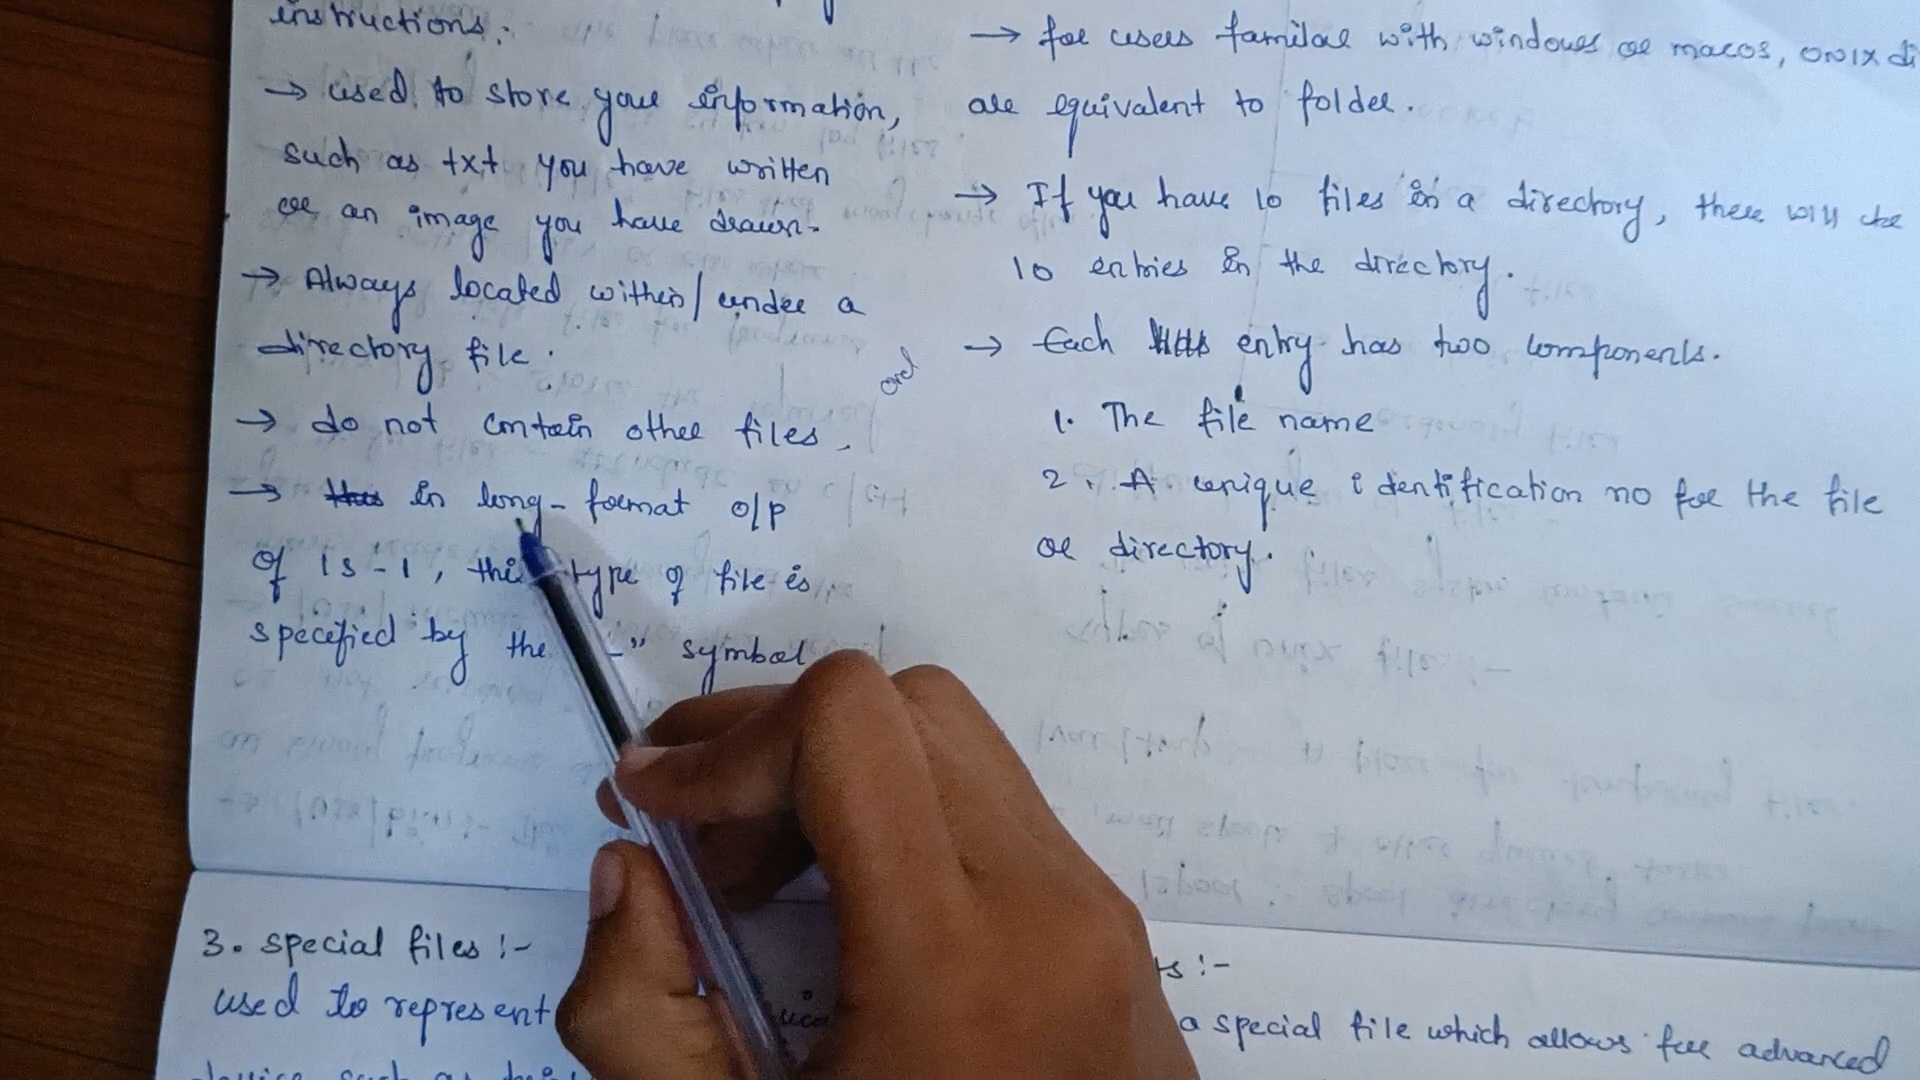 instructions.
→ used to store your information,
such as txt you have written
or an image you have drawn.
→ Always located within/under a
directory file.
→ do not contain other files.
→ in long-format o/p
of ls-l, this type of file is
specified by the "-" symbol
→ for users familar with windows or macos, UNIX di
are equivalent to folder.
→ If you have 10 files in a directory, there will be
10 entries in the directory.
→ Each entry has two components.
1. The file name
2. A unique identification no for the file
or directory.
3. special files :-
used to represent
:-
a special file which allows for advanced